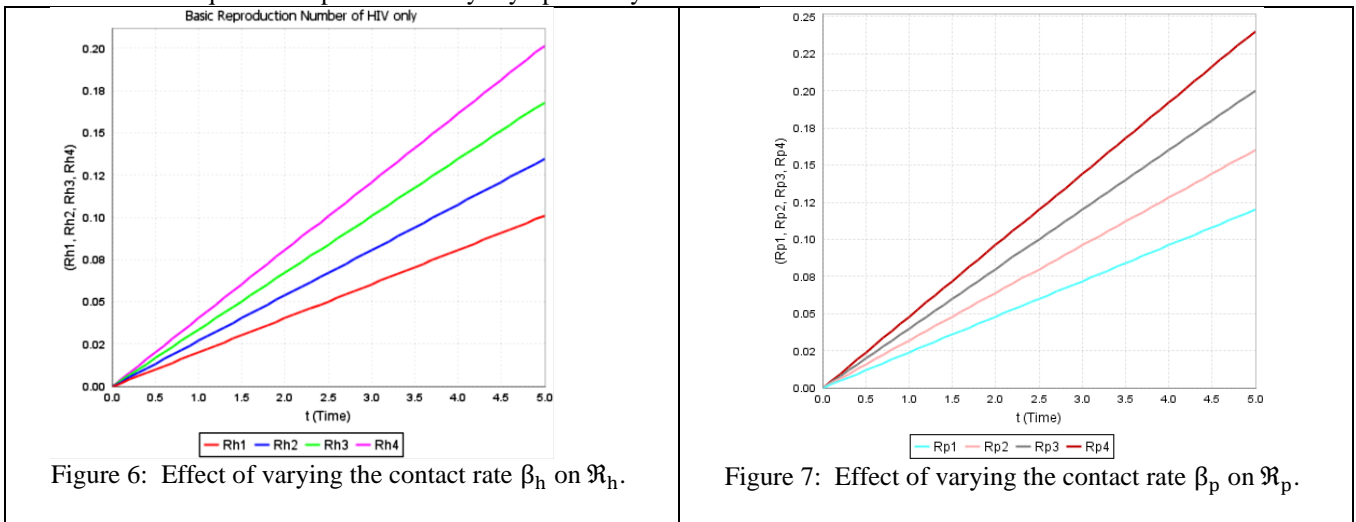 Basic Reproduction Number of HIV only
0.20
0.18
0.15
0.12
0.10
0.08
0.05
0.02
0.00
(Rh1, Rh2, Rh3, Rh4)
0.0 0.5 1.0 1.5 2.0 2.5 3.0 3.5 4.0 4.5 5.0
t (Time)
Rh1 Rh2 Rh3 Rh4
Figure 6: Effect of varying the contact rate βh on ℜh.
0.25
0.22
0.20
0.18
0.15
0.12
0.10
0.08
0.05
0.02
0.00
(Rp1, Rp2, Rp3, Rp4)
0.0 0.5 1.0 1.5 2.0 2.5 3.0 3.5 4.0 4.5 5.0
t (Time)
Rp1 Rp2 Rp3 Rp4
Figure 7: Effect of varying the contact rate βp on ℜp.